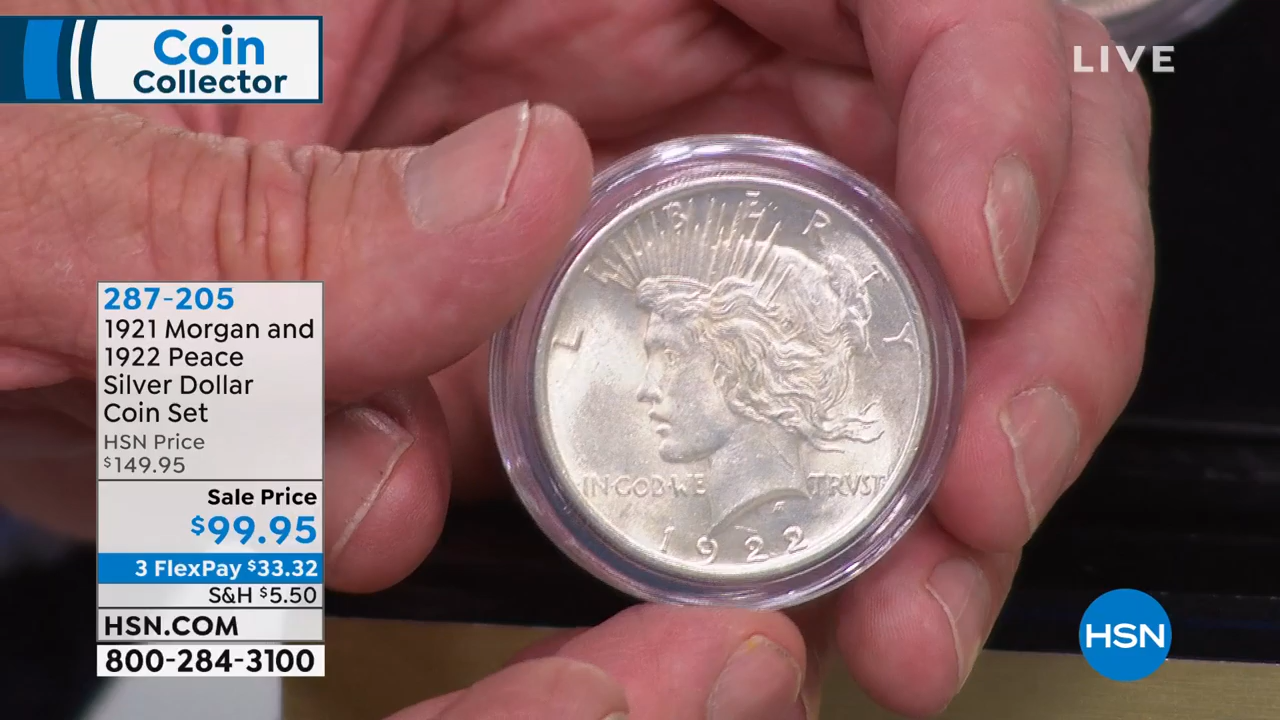 Coin
Collector
LIVE
287-205
1921 Morgan and
1922 Peace
Silver Dollar
Coin Set
HSN Price
$149.95
Sale Price
$99.95
3 FlexPay $33.32
S&H $5.50
HSN.COM
800-284-3100
LIBERTY
IN GOD WE TRVST
1922
HSN